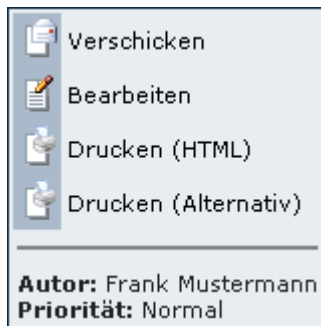 Verschicken
Bearbeiten
Drucken (HTML)
Drucken (Alternativ)
Autor: Frank Mustermann
Priorität: Normal